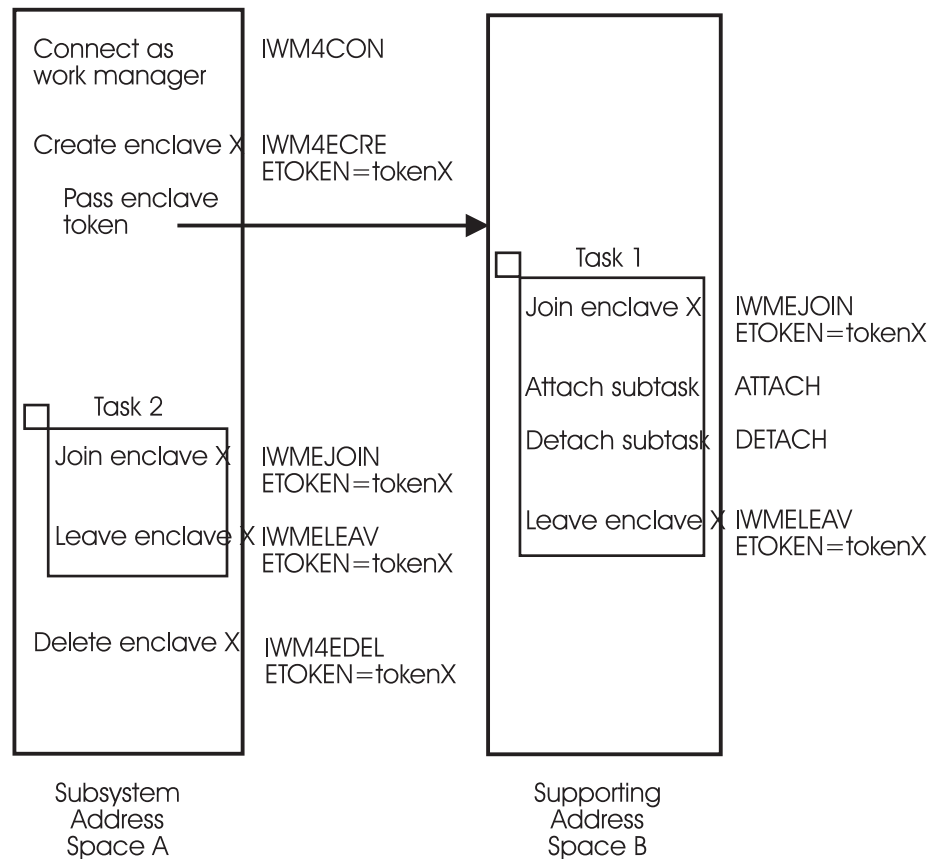 Connect as
work manager
IWM4CON
Create enclave X
IWM4ECRE
ETOKEN=tokenX
Pass enclave
token
Task 1
Join enclave X
IWMEJOIN
ETOKEN=tokenX
Attach subtask
ATTACH
Detach subtask
DETACH
Leave enclave X
IWMELEAV
ETOKEN=tokenX
Task 2
Join enclave X
IWMEJOIN
ETOKEN=tokenX
Leave enclave X
IWMELEAV
ETOKEN=tokenX
Delete enclave X
IWM4EDEL
ETOKEN=tokenX
Subsystem
Address
Space A
Supporting
Address
Space B